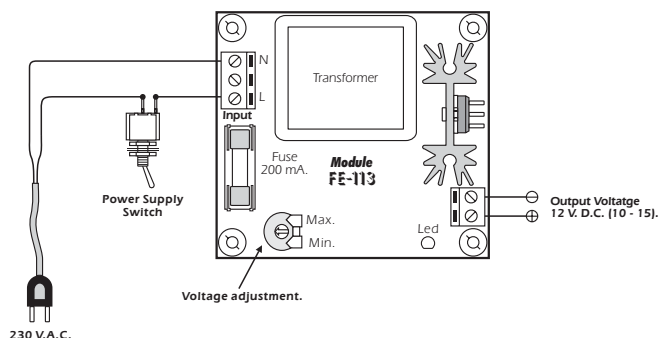 N
Transformer
L
Input
Fuse
200 mA.
Module
FE-113
Power Supply
Switch
Output Voltatge
12 V. D.C. (10 - 15).
Max.
Min.
Led
Voltage adjustment.
230 V.A.C.